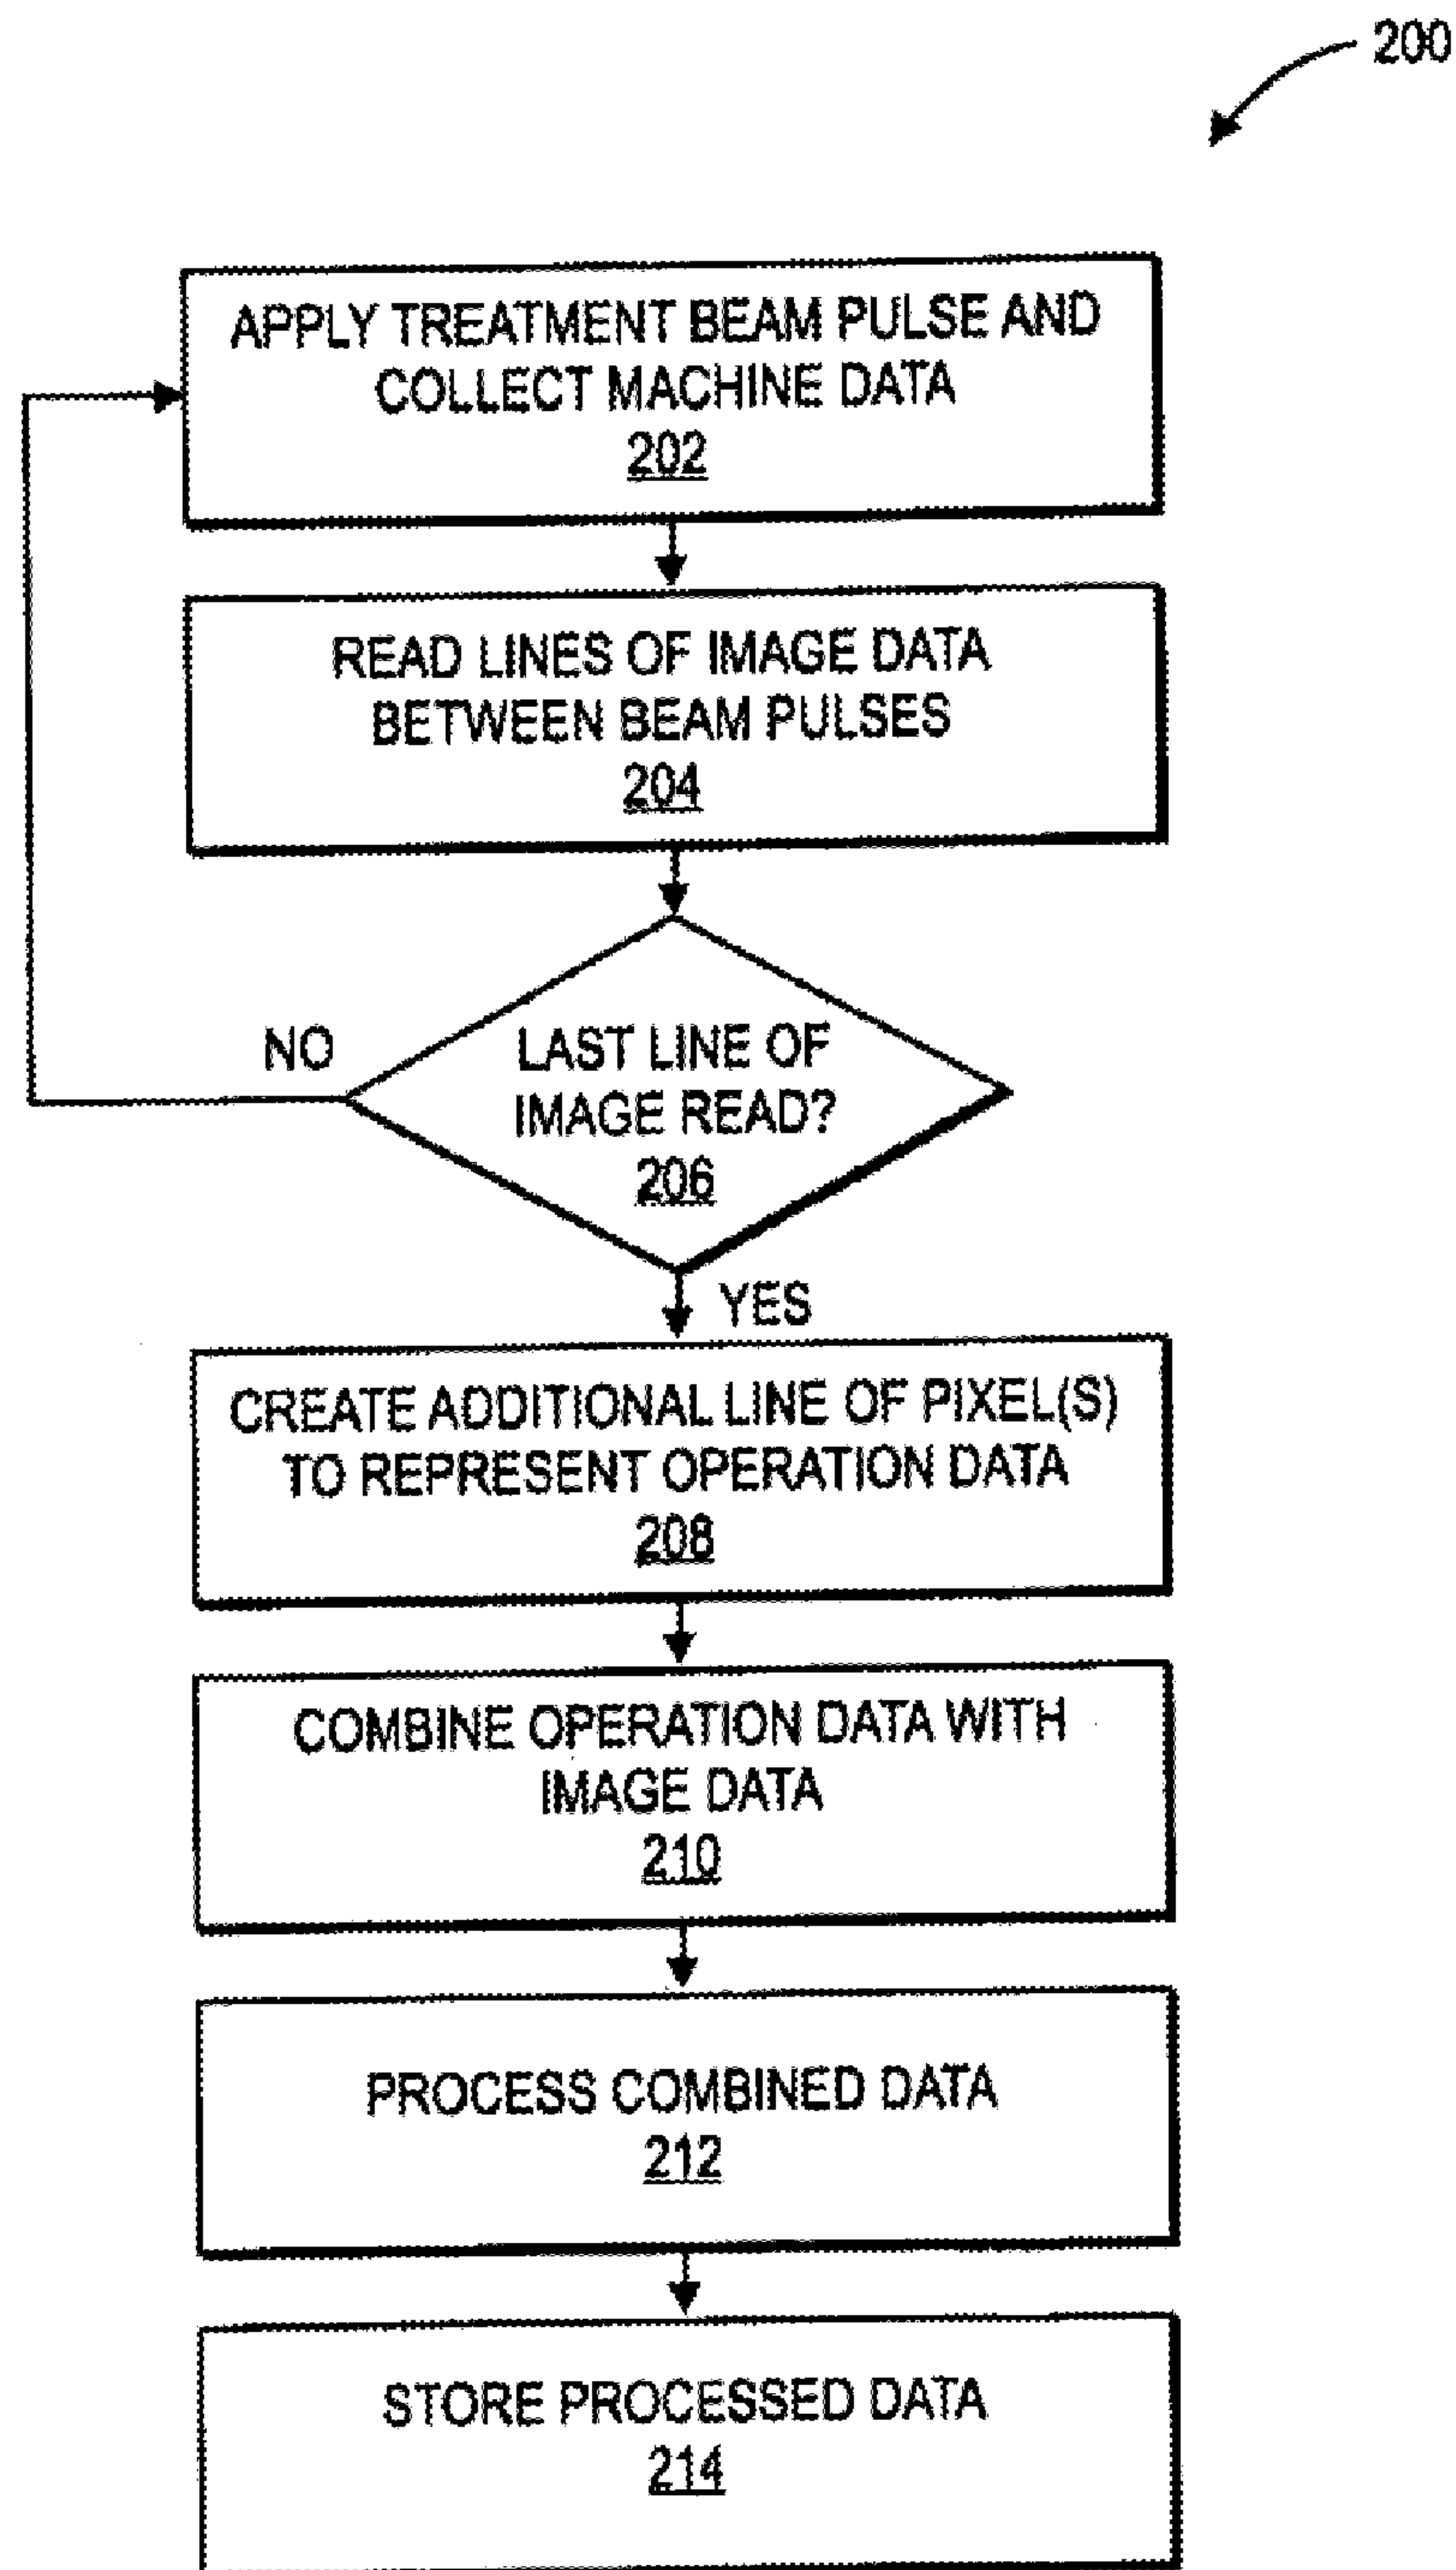 200
APPLY TREATMENT BEAM PULSE AND
COLLECT MACHINE DATA
202
READ LINES OF IMAGE DATA
BETWEEN BEAM PULSES
204
NO
LAST LINE OF
IMAGE READ?
206
YES
CREATE ADDITIONAL LINE OF PIXEL(S)
TO REPRESENT OPERATION DATA
208
COMBINE OPERATION DATA WITH
IMAGE DATA
210
PROCESS COMBINED DATA
212
STORE PROCESSED DATA
214